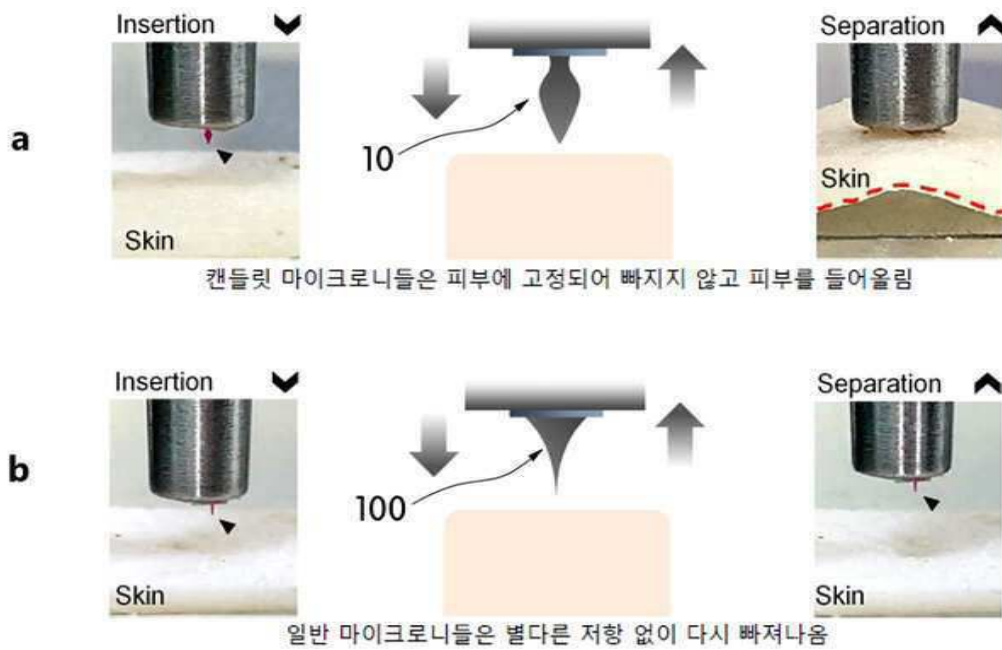 Insertion
Separation
a
10
Skin
Skin
캔들릿 마이크로니들은 피부에 고정되어 빠지지 않고 피부를 들어올림
Insertion
Separation
b
100
Skin
Skin
일반 마이크로니들은 별다른 저항 없이 다시 빠져나옴